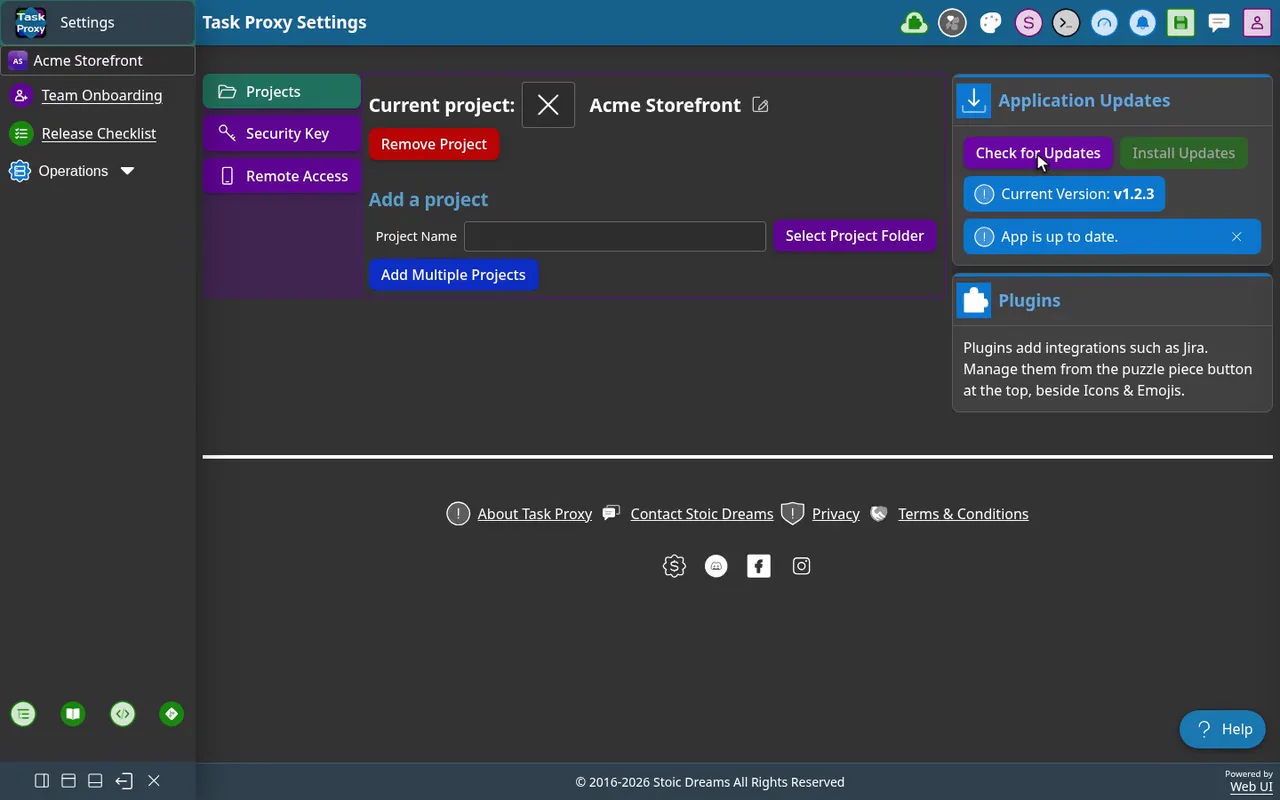 Task Proxy
Settings
Task Proxy Settings
S
AS
Acme Storefront
Team Onboarding
Release Checklist
Operations
Projects
Security Key
Remote Access
Current project:
Acme Storefront
Remove Project
Add a project
Project Name
Select Project Folder
Add Multiple Projects
Application Updates
Check for Updates
Install Updates
Current Version: v1.2.3
App is up to date.
Plugins
Plugins add integrations such as Jira.
Manage them from the puzzle piece button
at the top, beside Icons & Emojis.
About Task Proxy
Contact Stoic Dreams
Privacy
Terms & Conditions
Help
© 2016-2026 Stoic Dreams All Rights Reserved
Powered by
Web UI